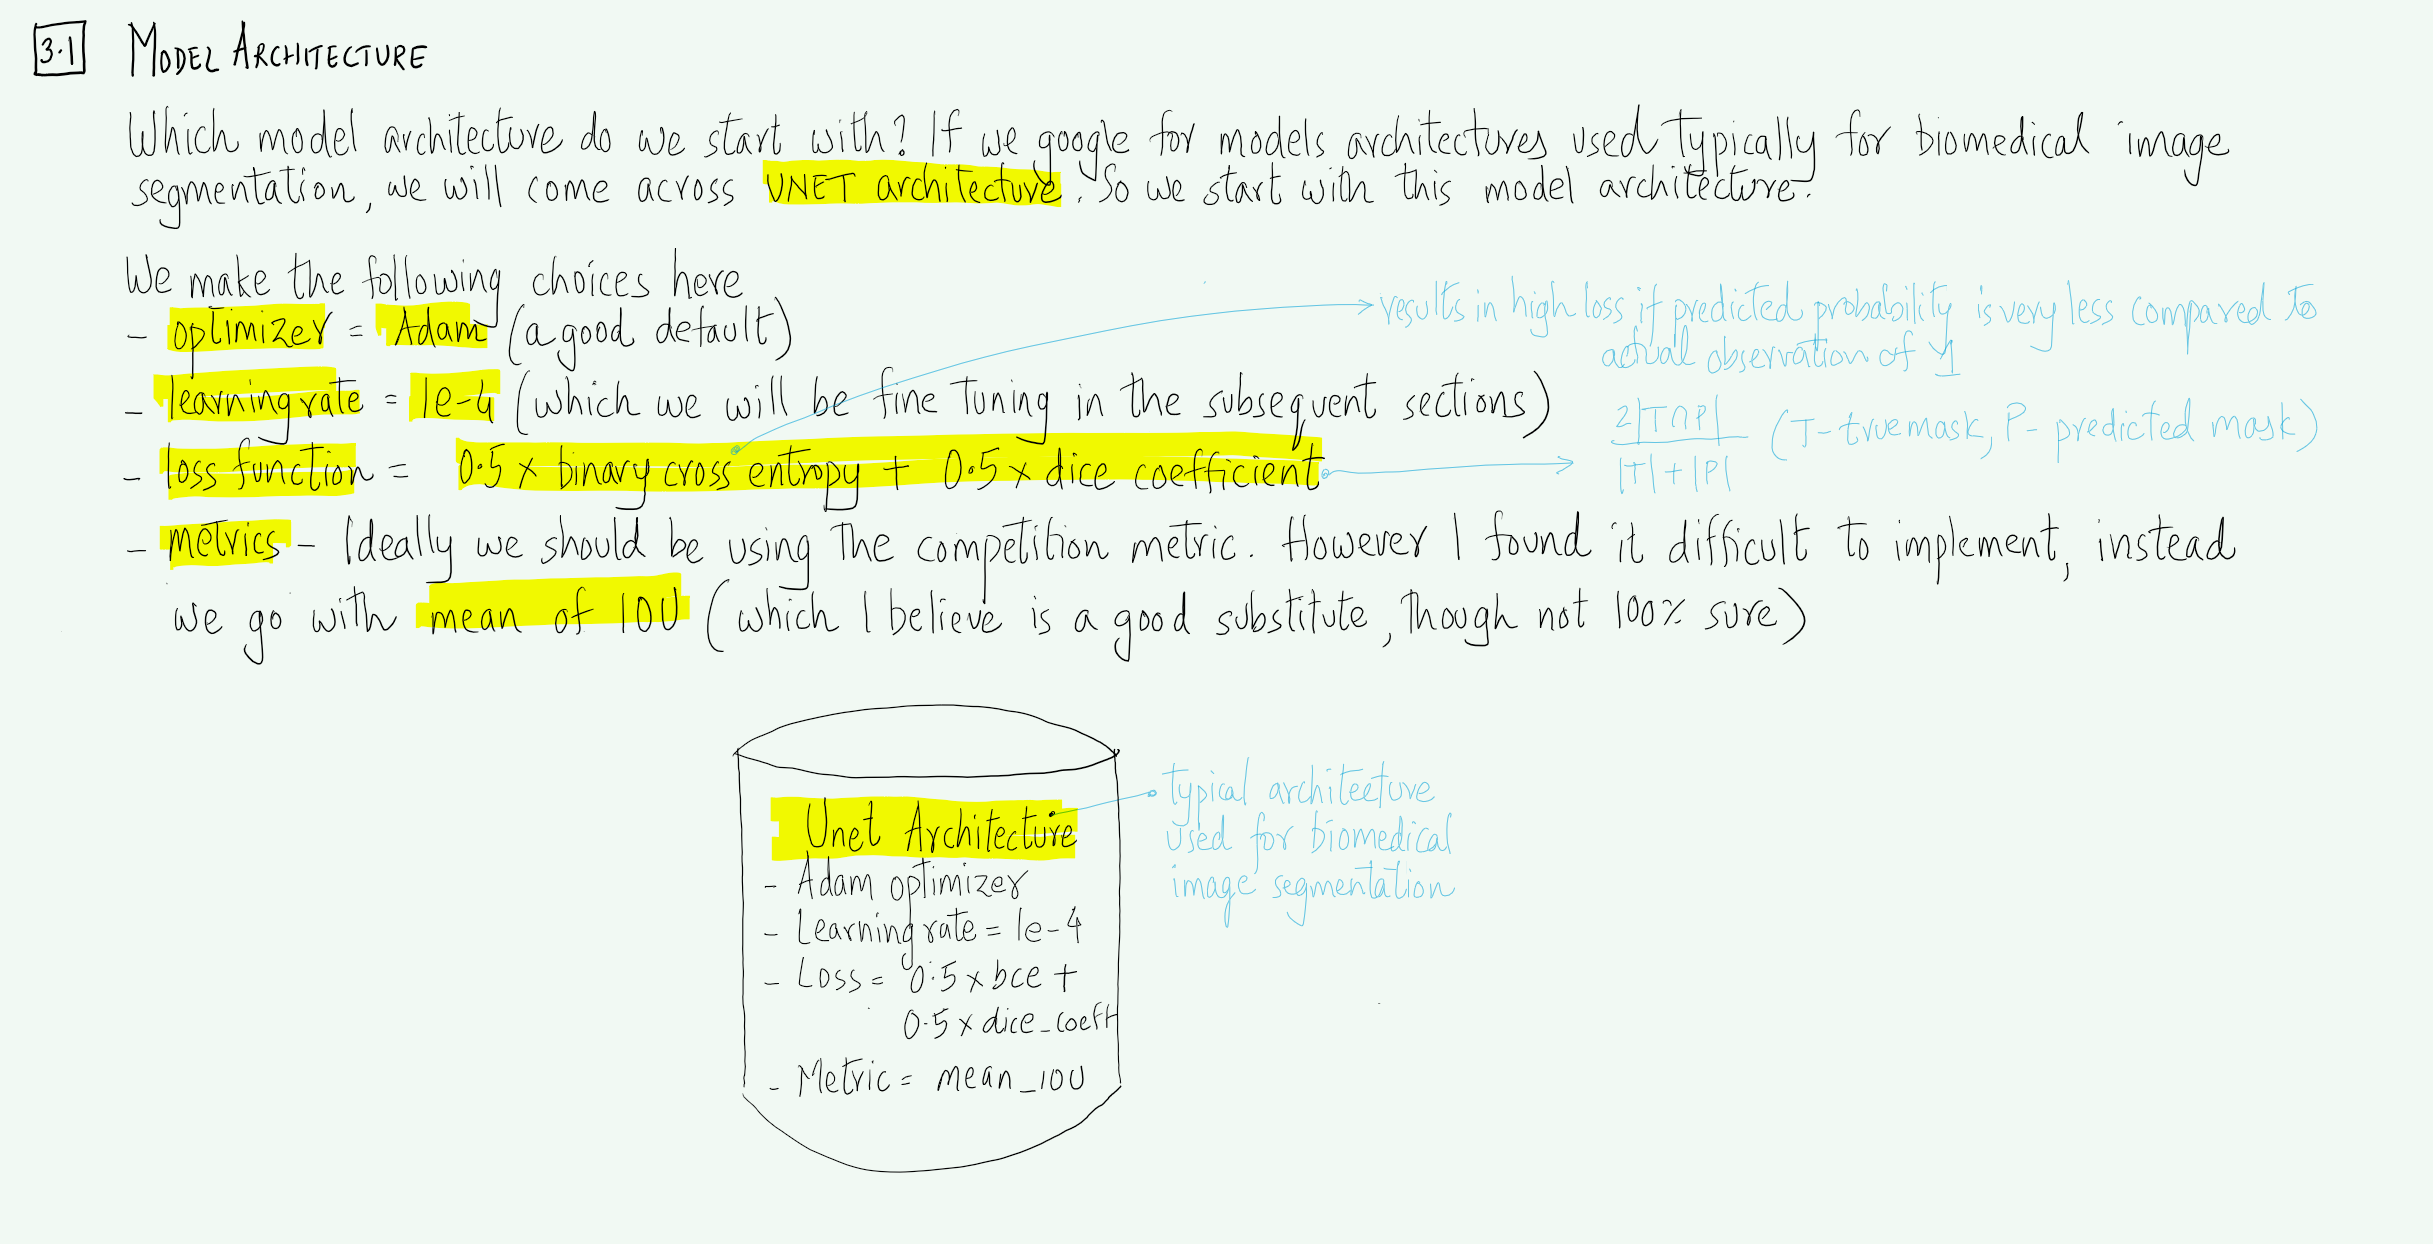 3.1 MODEL ARCHITECTURE
Which model architecture do we start with? If we google for models architectures used typically for biomedical image
segmentation, we will come across UNET architecture. So we start with this model architecture.
We make the following choices here
- optimizer = Adam (a good default)
→ results in high loss if predicted probability is very less compared to
actual observation of 1
- learning rate = 1e-4 (which we will be fine tuning in the subsequent sections)
- loss function = 0.5 x binary cross entropy + 0.5 x dice coefficient
→ 2|T∩P| (T-true mask, P- predicted mask)
|T|+|P|
- metrics - Ideally we should be using the competition metric. However I found it difficult to implement, instead
we go with mean of IOU (which I believe is a good substitute, though not 100% sure)
Unet Architecture
- Adam optimizer
- Learning rate = 1e-4
- Loss = 0.5 x bce +
0.5 x dice_coeff
- Metric = mean_IOU
typical architecture
used for biomedical
image segmentation